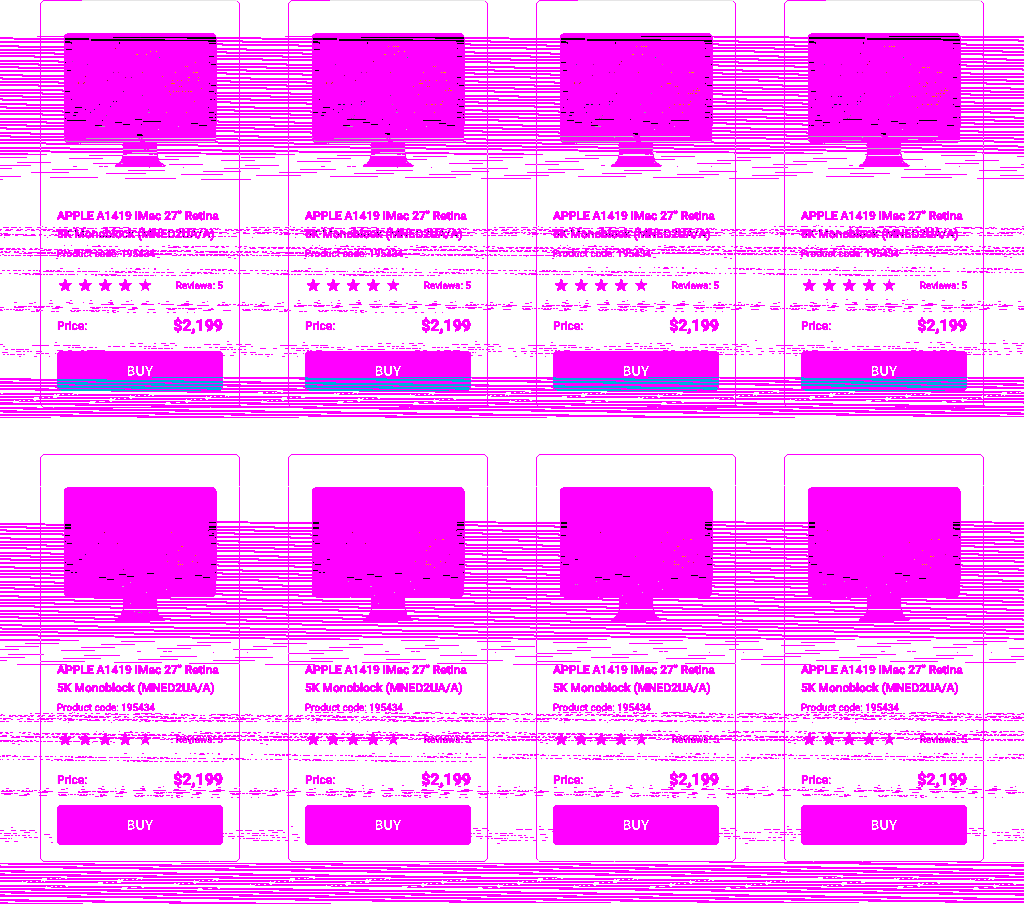 APPLE A1419 iMac 27" Retina
5K Monoblock (MNED2UA/A)
Product code: 195434
Reviews: 5
Price: $2,199
BUY
APPLE A1419 iMac 27" Retina
5K Monoblock (MNED2UA/A)
Product code: 195434
Reviews: 5
Price: $2,199
BUY
APPLE A1419 iMac 27" Retina
5K Monoblock (MNED2UA/A)
Product code: 195434
Reviews: 5
Price: $2,199
BUY
APPLE A1419 iMac 27" Retina
5K Monoblock (MNED2UA/A)
Product code: 195434
Reviews: 5
Price: $2,199
BUY
APPLE A1419 iMac 27" Retina
5K Monoblock (MNED2UA/A)
Product code: 195434
Reviews: 5
Price: $2,199
BUY
APPLE A1419 iMac 27" Retina
5K Monoblock (MNED2UA/A)
Product code: 195434
Reviews: 5
Price: $2,199
BUY
APPLE A1419 iMac 27" Retina
5K Monoblock (MNED2UA/A)
Product code: 195434
Reviews: 5
Price: $2,199
BUY
APPLE A1419 iMac 27" Retina
5K Monoblock (MNED2UA/A)
Product code: 195434
Reviews: 5
Price: $2,199
BUY